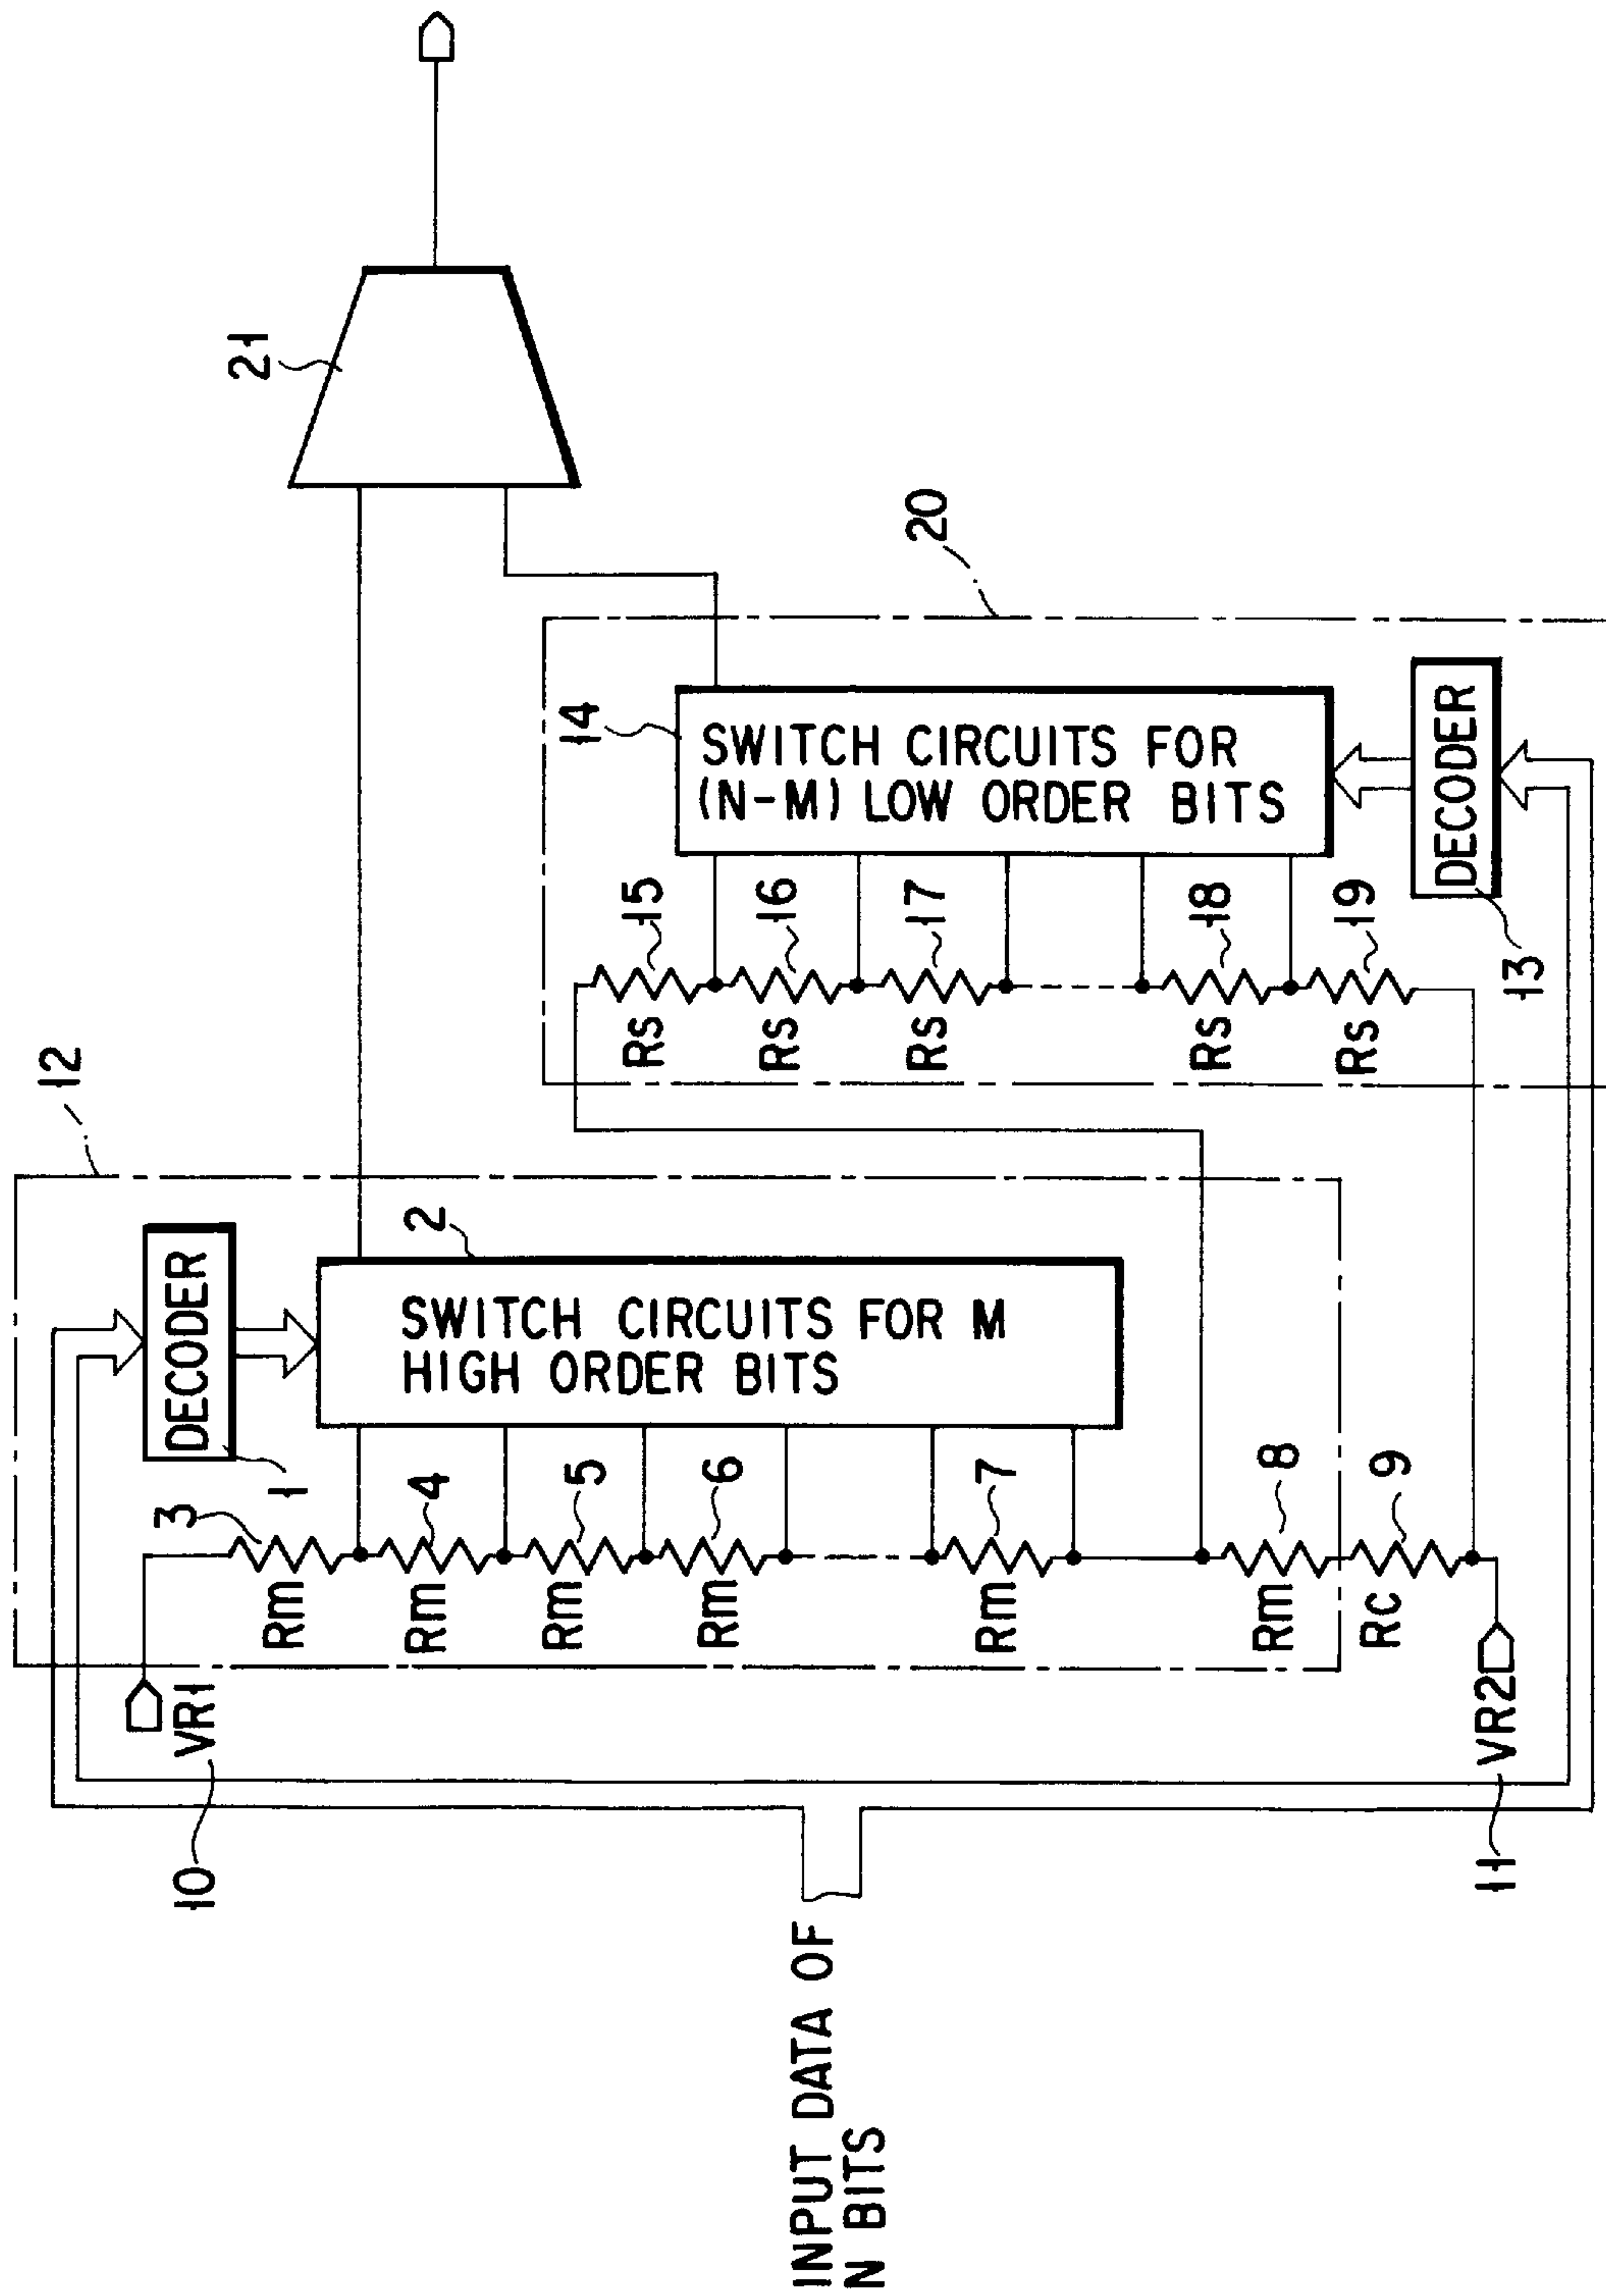 12
20
21
DECODER
1
2
SWITCH CIRCUITS FOR M
HIGH ORDER BITS
3
4
5
6
7
8
9
Rm
Rm
Rm
Rm
Rm
Rm
Rc
10
VR1
11
VR2
14
SWITCH CIRCUITS FOR
(N-M) LOW ORDER BITS
15
16
17
18
19
Rs
Rs
Rs
Rs
Rs
DECODER
13
INPUT DATA OF
N BITS